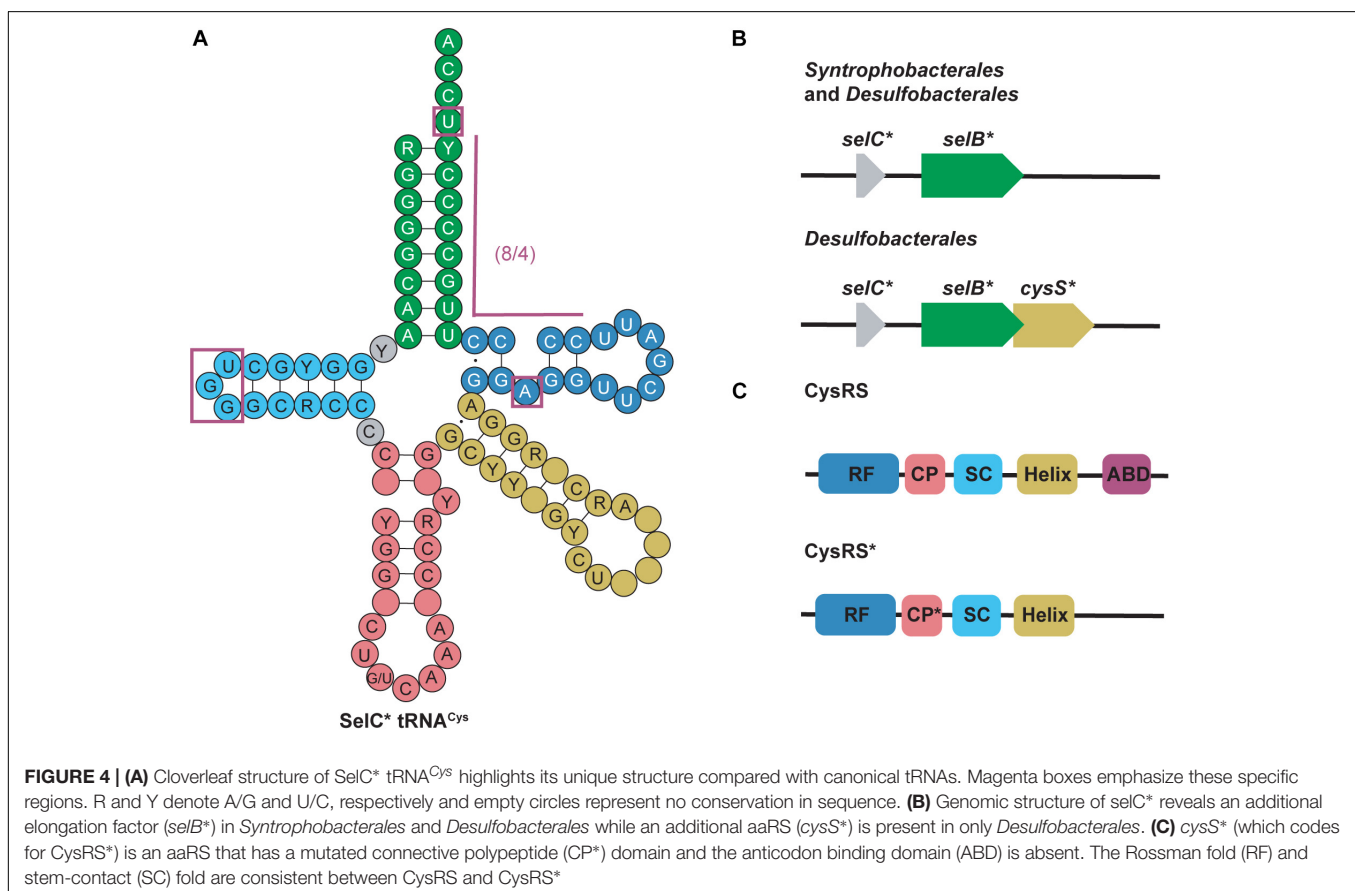 A
A
C
C
U
R Y
G C
G C
G C
G C
C G
A U
A U
(8/4)
Y
C C C C U U A G C U
G G A G G U U
U C G Y G G
G
G G C R C C
C
A G G R C R A
G C Y Y G Y C U
C G
Y
Y R
G C
G C
C A
U A
G/U C A
SelC* tRNACys
B
Syntrophobacterales
and Desulfobacterales
selC* selB*
Desulfobacterales
selC* selB* cysS*
C
CysRS
RF CP SC Helix ABD
CysRS*
RF CP* SC Helix
FIGURE 4 | (A) Cloverleaf structure of SelC* tRNACys highlights its unique structure compared with canonical tRNAs. Magenta boxes emphasize these specific
regions. R and Y denote A/G and U/C, respectively and empty circles represent no conservation in sequence. (B) Genomic structure of selC* reveals an additional
elongation factor (selB*) in Syntrophobacterales and Desulfobacterales while an additional aaRS (cysS*) is present in only Desulfobacterales. (C) cysS* (which codes
for CysRS*) is an aaRS that has a mutated connective polypeptide (CP*) domain and the anticodon binding domain (ABD) is absent. The Rossman fold (RF) and
stem-contact (SC) fold are consistent between CysRS and CysRS*